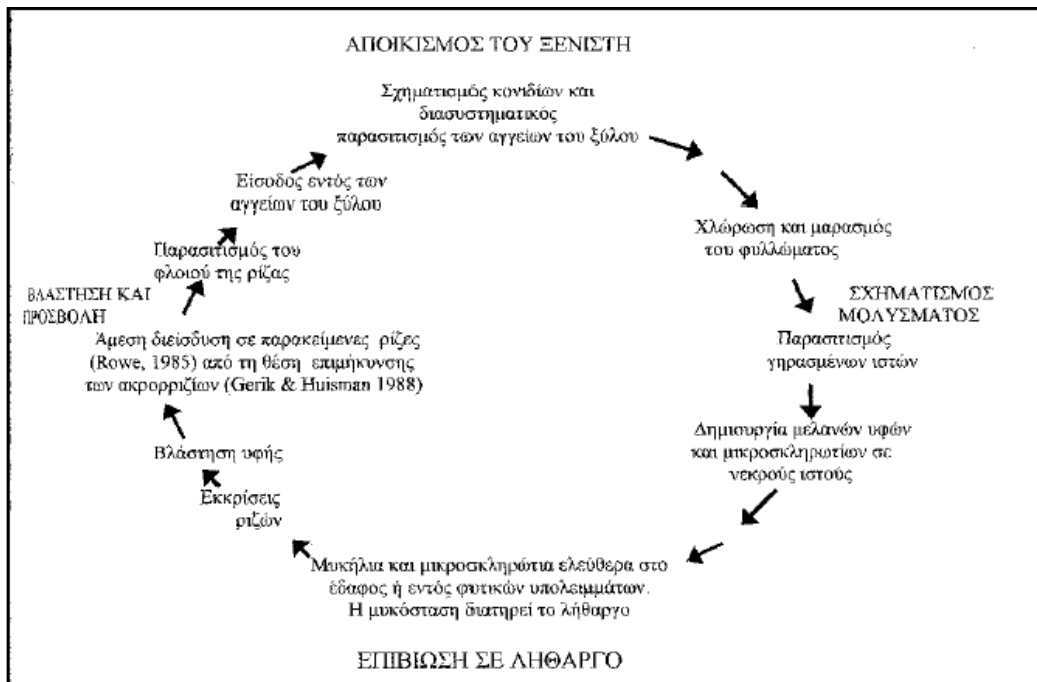 ΑΠΟΙΚΙΣΜΟΣ ΤΟΥ ΞΕΝΙΣΤΗ
Σχηματισμός κονιδίων και
διασυστηματικός
παρασιτισμός των αγγείων του ξύλου
Είσοδος εντός των
αγγείων του ξύλου
Παρασιτισμός του
φλοιού της ρίζας
ΒΛΑΣΤΗΣΗ ΚΑΙ
ΠΡΟΣΒΟΛΗ
Άμεση διείσδυση σε παρακείμενες ρίζες
(Rowe, 1985) από τη θέση επιμήκυνσης
των ακρορριζίων (Gerik & Huisman 1988)
Βλάστηση υφής
Εκκρίσεις
ριζών
Χλώρωση και μαρασμός
του φυλλώματος
ΣΧΗΜΑΤΙΣΜΟΣ
ΜΟΛΥΣΜΑΤΟΣ
Παρασιτισμός
γηρασμένων ιστών
Δημιουργία μελανών υφών
και μικροσκληρωτίων σε
νεκρούς ιστούς
Μυκήλια και μικροσκληρώτια ελεύθερα στο
έδαφος ή εντός φυτικών υπολειμμάτων.
Η μυκόσταση διατηρεί το λήθαργο
ΕΠΙΒΙΩΣΗ ΣΕ ΛΗΘΑΡΓΟ